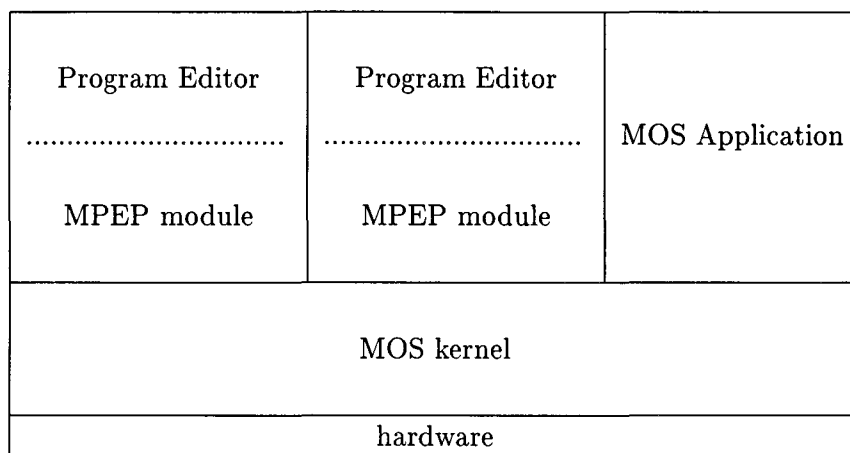 Program Editor
MPEP module
Program Editor
MPEP module
MOS Application
MOS kernel
hardware